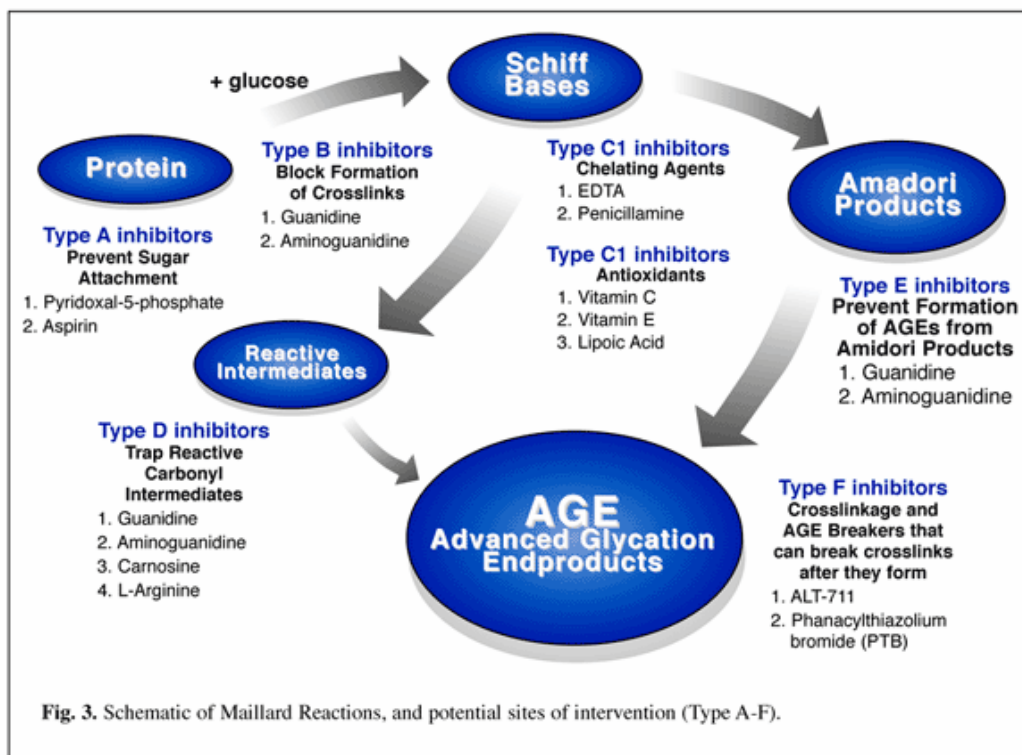 + glucose
Schiff
Bases
Protein
Type B inhibitors
Block Formation
of Crosslinks
1. Guanidine
2. Aminoguanidine
Type C1 inhibitors
Chelating Agents
1. EDTA
2. Penicillamine
Amadori
Products
Type A inhibitors
Prevent Sugar
Attachment
1. Pyridoxal-5-phosphate
2. Aspirin
Type C1 inhibitors
Antioxidants
1. Vitamin C
2. Vitamin E
3. Lipoic Acid
Type E inhibitors
Prevent Formation
of AGEs from
Amidori Products
1. Guanidine
2. Aminoguanidine
Reactive
Intermediates
Type D inhibitors
Trap Reactive
Carbonyl
Intermediates
1. Guanidine
2. Aminoguanidine
3. Carnosine
4. L-Arginine
AGE
Advanced Glycation
Endproducts
Type F inhibitors
Crosslinkage and
AGE Breakers that
can break crosslinks
after they form
1. ALT-711
2. Phanacylthiazolium
bromide (PTB)
Fig. 3. Schematic of Maillard Reactions, and potential sites of intervention (Type A-F).